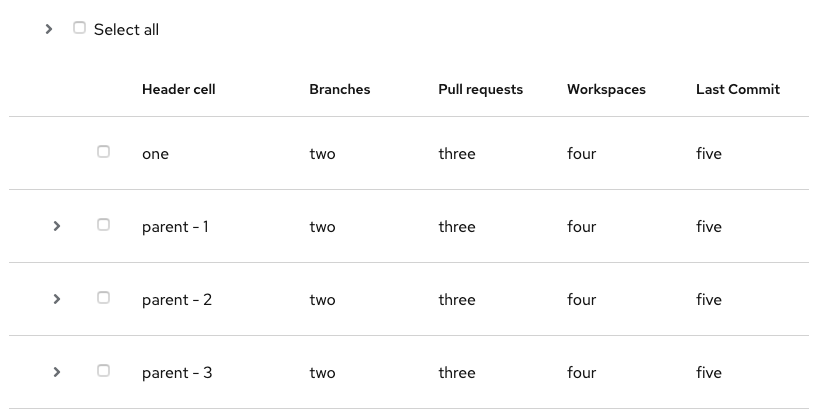 Select all
Header cell Branches Pull requests Workspaces Last Commit
one two three four five
parent - 1 two three four five
parent - 2 two three four five
parent - 3 two three four five